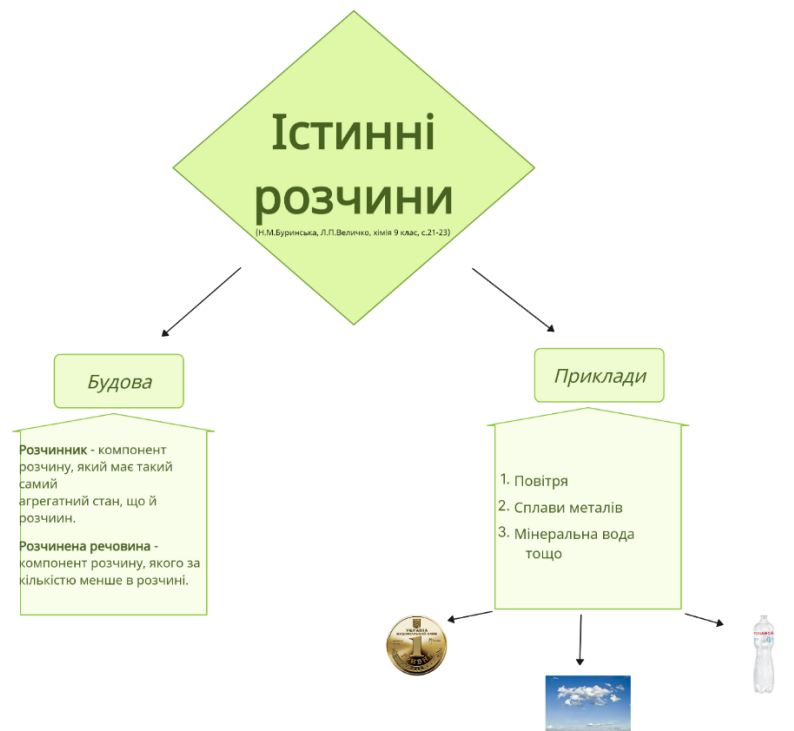 Істинні
розчини
(Н.М.Буринська, Л.П.Величко, хімія 9 клас, с.21-23)
Будова
Розчинник - компонент
розчину, який має такий
самий
агрегатний стан, що й
розчиин.
Розчинена речовина -
компонент розчину, якого за
кількістю менше в розчині.
Приклади
1. Повітря
2. Сплави металів
3. Мінеральна вода
тощо
УКРАЇНА
1